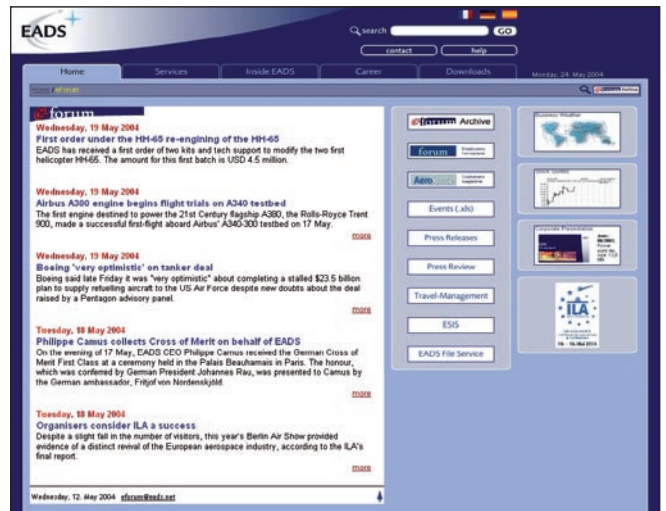 EADS
search
GO
contact
help
Home
Services
Inside EADS
Career
Downloads
Monday, 24. May 2004
Home / eForum
eforum Archive
eforum
Wednesday, 19 May 2004
First order under the HH-65 re-engining of the HH-65
EADS has received a first order of two kits and tech support to modify the two first
helicopter HH-65. The amount for this first batch is USD 4.5 million.
Wednesday, 19 May 2004
Airbus A380 engine begins flight trials on A340 testbed
The first engine destined to power the 21st Century flagship A380, the Rolls-Royce Trent
900, made a successful first-flight aboard Airbus' A340-300 testbed on 17 May.
more
Wednesday, 19 May 2004
Boeing 'very optimistic' on tanker deal
Boeing said late Friday it was "very optimistic" about completing a stalled $23.5 billion
plan to supply refuelling aircraft to the US Air Force despite new doubts about the deal
raised by a Pentagon advisory panel.
more
Tuesday, 18 May 2004
Philippe Camus collects Cross of Merit on behalf of EADS
On the evening of 17 May, EADS CEO Philippe Camus received the German Cross of
Merit First Class at a ceremony held in the Palais Beauharnais in Paris. The honour,
which was conferred by German President Johannes Rau, was presented to Camus by
the German ambassador, Fritjof von Nordenskjöld.
more
Tuesday, 18 May 2004
Organisers consider ILA a success
Despite a slight fall in the number of visitors, this year's Berlin Air Show provided
evidence of a distinct revival of the European aerospace industry, according to the ILA's
final report.
more
Wednesday, 12. May 2004 eforum@eads.net
eforum Archive
forum
Aero
Events (.xls)
Press Releases
Press Review
Travel-Management
ESIS
EADS File Service
Business Weather
Stock Quotes
Corporate Presentation
ILA